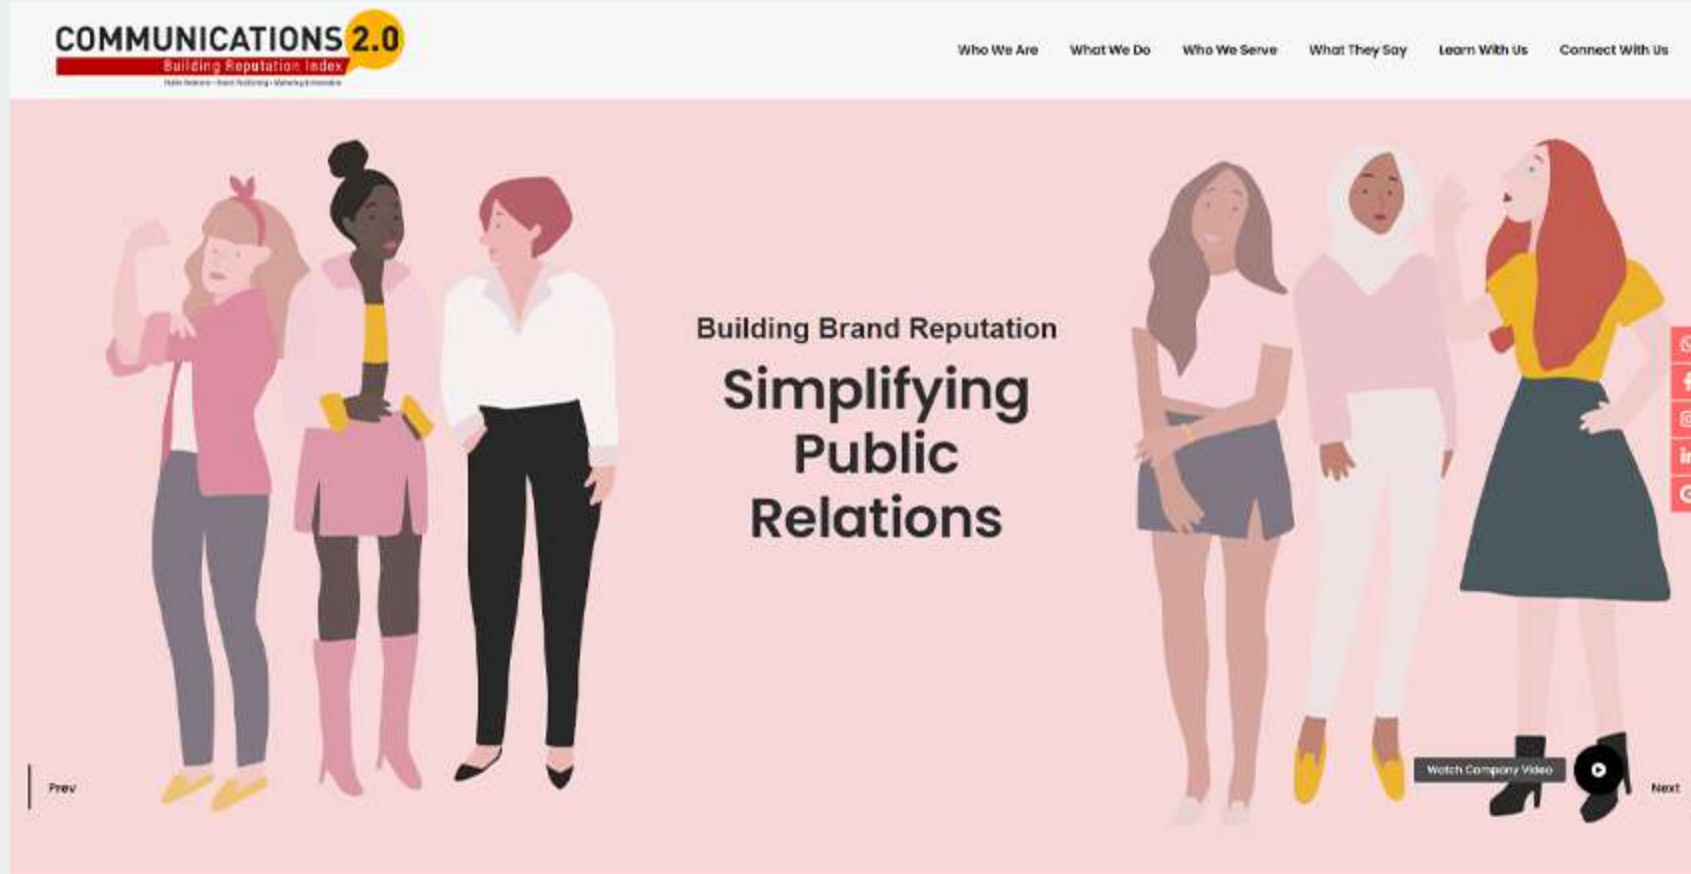 COMMUNICATIONS 2.0
Building Reputation Index
Who We Are
What We Do
Who We Serve
What They Say
Learn With Us
Connect With Us
Building Brand Reputation
Simplifying
Public
Relations
Watch Company Video
Prev
Next